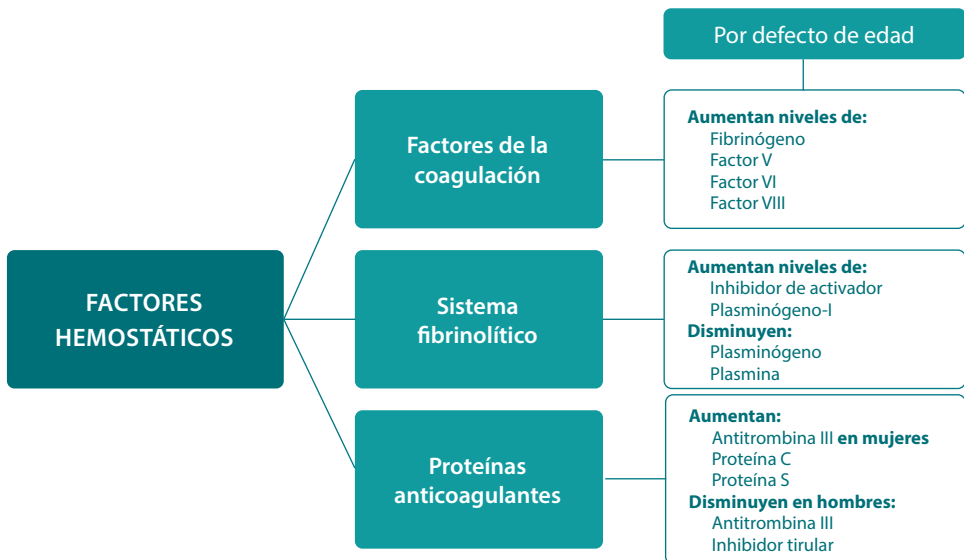 Por defecto de edad
Factores de la
coagulación
Aumentan niveles de:
Fibrinógeno
Factor V
Factor VI
Factor VIII
FACTORES
HEMOSTÁTICOS
Sistema
fibrinolítico
Aumentan niveles de:
Inhibidor de activador
Plasminógeno-I
Disminuyen:
Plasminógeno
Plasmina
Proteínas
anticoagulantes
Aumentan:
Antitrombina III en mujeres
Proteína C
Proteína S
Disminuyen en hombres:
Antitrombina III
Inhibidor tirular